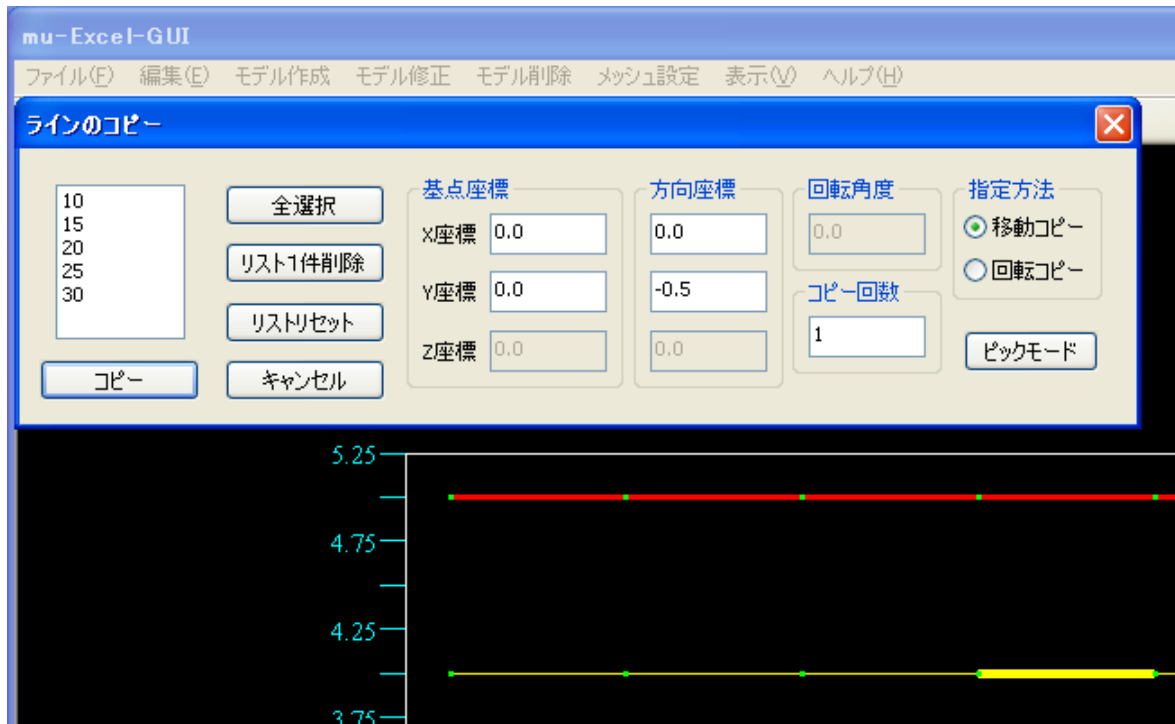 mu-Excel-GUI
ファイル(F) 編集(E) モデル作成 モデル修正 モデル削除 メッシュ設定 表示(V) ヘルプ(H)
ラインのコピー
10
15
20
25
30
全選択
リスト1件削除
リストリセット
コピー
キャンセル
基点座標
X座標 0.0
Y座標 0.0
Z座標 0.0
方向座標
0.0
-0.5
0.0
回転角度
0.0
コピー回数
1
指定方法
移動コピー
回転コピー
ピックモード
5.25
4.75
4.25
3.75